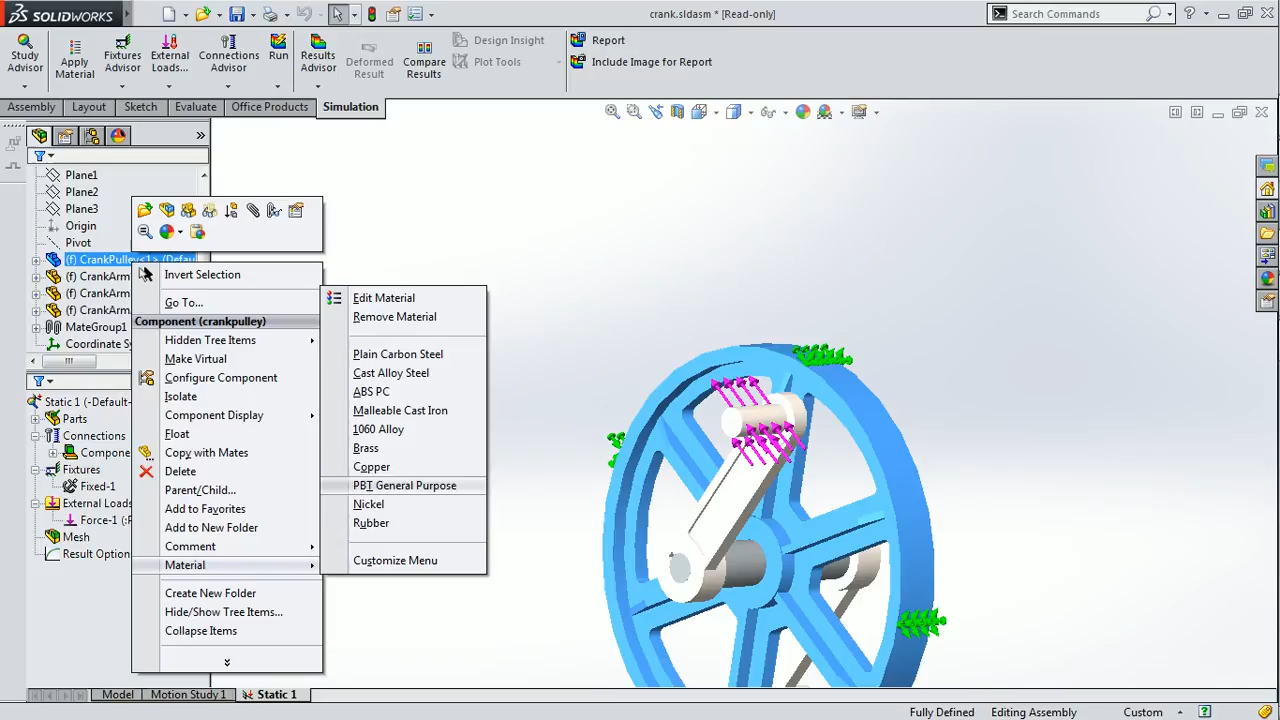 SOLIDWORKS
crank.sldasm * [Read-only]
Search Commands
Study Advisor
Apply Material
Fixtures Advisor
External Loads...
Connections Advisor
Run
Results Advisor
Deformed Result
Compare Results
Design Insight
Plot Tools
Report
Include Image for Report
Assembly
Layout
Sketch
Evaluate
Office Products
Simulation
Plane1
Plane2
Plane3
Origin
Pivot
(f) CrankPulley<1> (Defau
(f) CrankArm
(f) CrankArm
(f) CrankArm
MateGroup1
Coordinate Sy
Static 1 (-Default-
Parts
Connections
Compone
Fixtures
Fixed-1
External Loads
Force-1 (:P
Mesh
Result Option
Invert Selection
Go To...
Component (crankpulley)
Hidden Tree Items
Make Virtual
Configure Component
Isolate
Component Display
Float
Copy with Mates
Delete
Parent/Child...
Add to Favorites
Add to New Folder
Comment
Material
Create New Folder
Hide/Show Tree Items...
Collapse Items
Edit Material
Remove Material
Plain Carbon Steel
Cast Alloy Steel
ABS PC
Malleable Cast Iron
1060 Alloy
Brass
Copper
PBT General Purpose
Nickel
Rubber
Customize Menu
Model
Motion Study 1
Static 1
Fully Defined
Editing Assembly
Custom